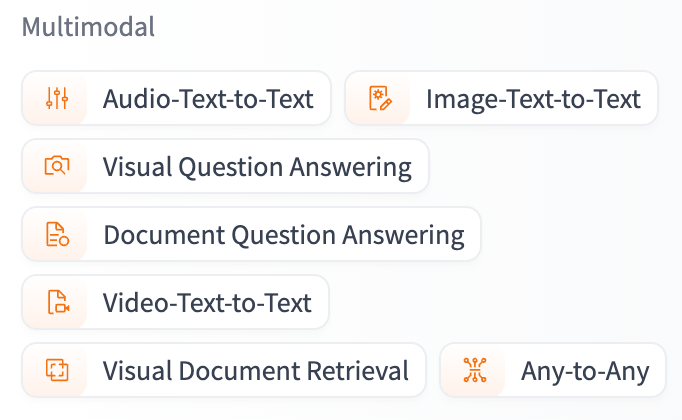 Multimodal
Audio-Text-to-Text Image-Text-to-Text
Visual Question Answering
Document Question Answering
Video-Text-to-Text
Visual Document Retrieval Any-to-Any